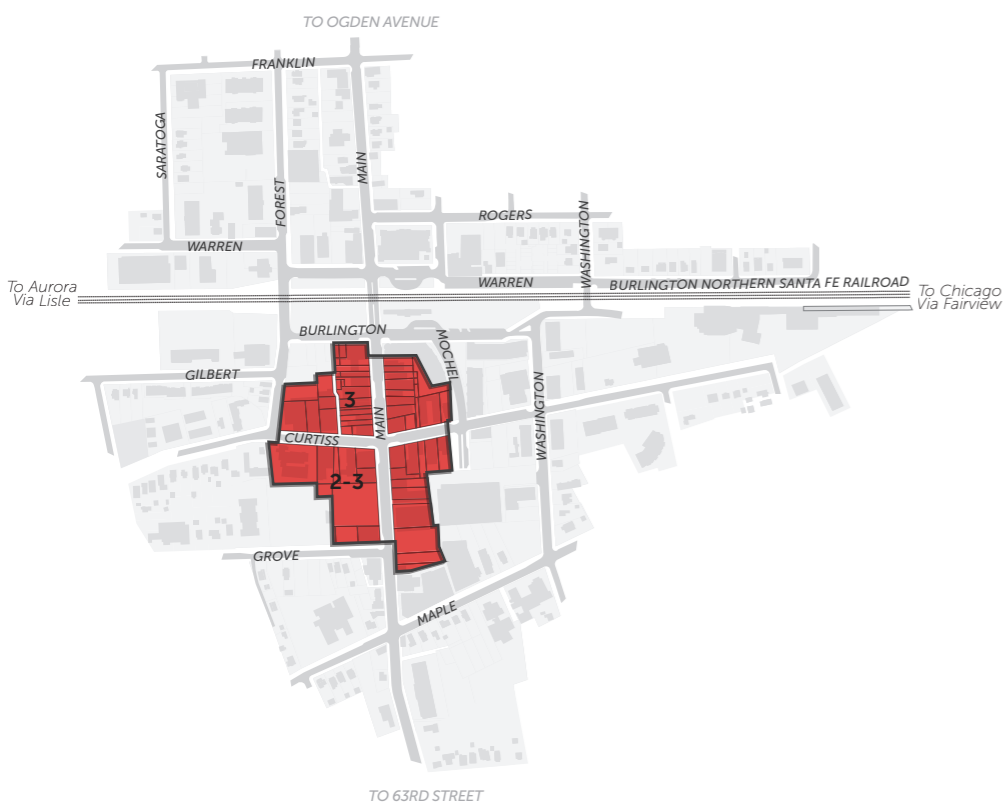 TO OGDEN AVENUE
FRANKLIN
SARATOGA
MAIN
FOREST
ROGERS
WASHINGTON
WARREN
WARREN
BURLINGTON NORTHERN SANTA FE RAILROAD
To Aurora
Via Lisle
To Chicago
Via Fairview
BURLINGTON
MOCHEL
GILBERT
WASHINGTON
3
MAIN
CURTISS
2-3
GROVE
MAPLE
TO 63RD STREET